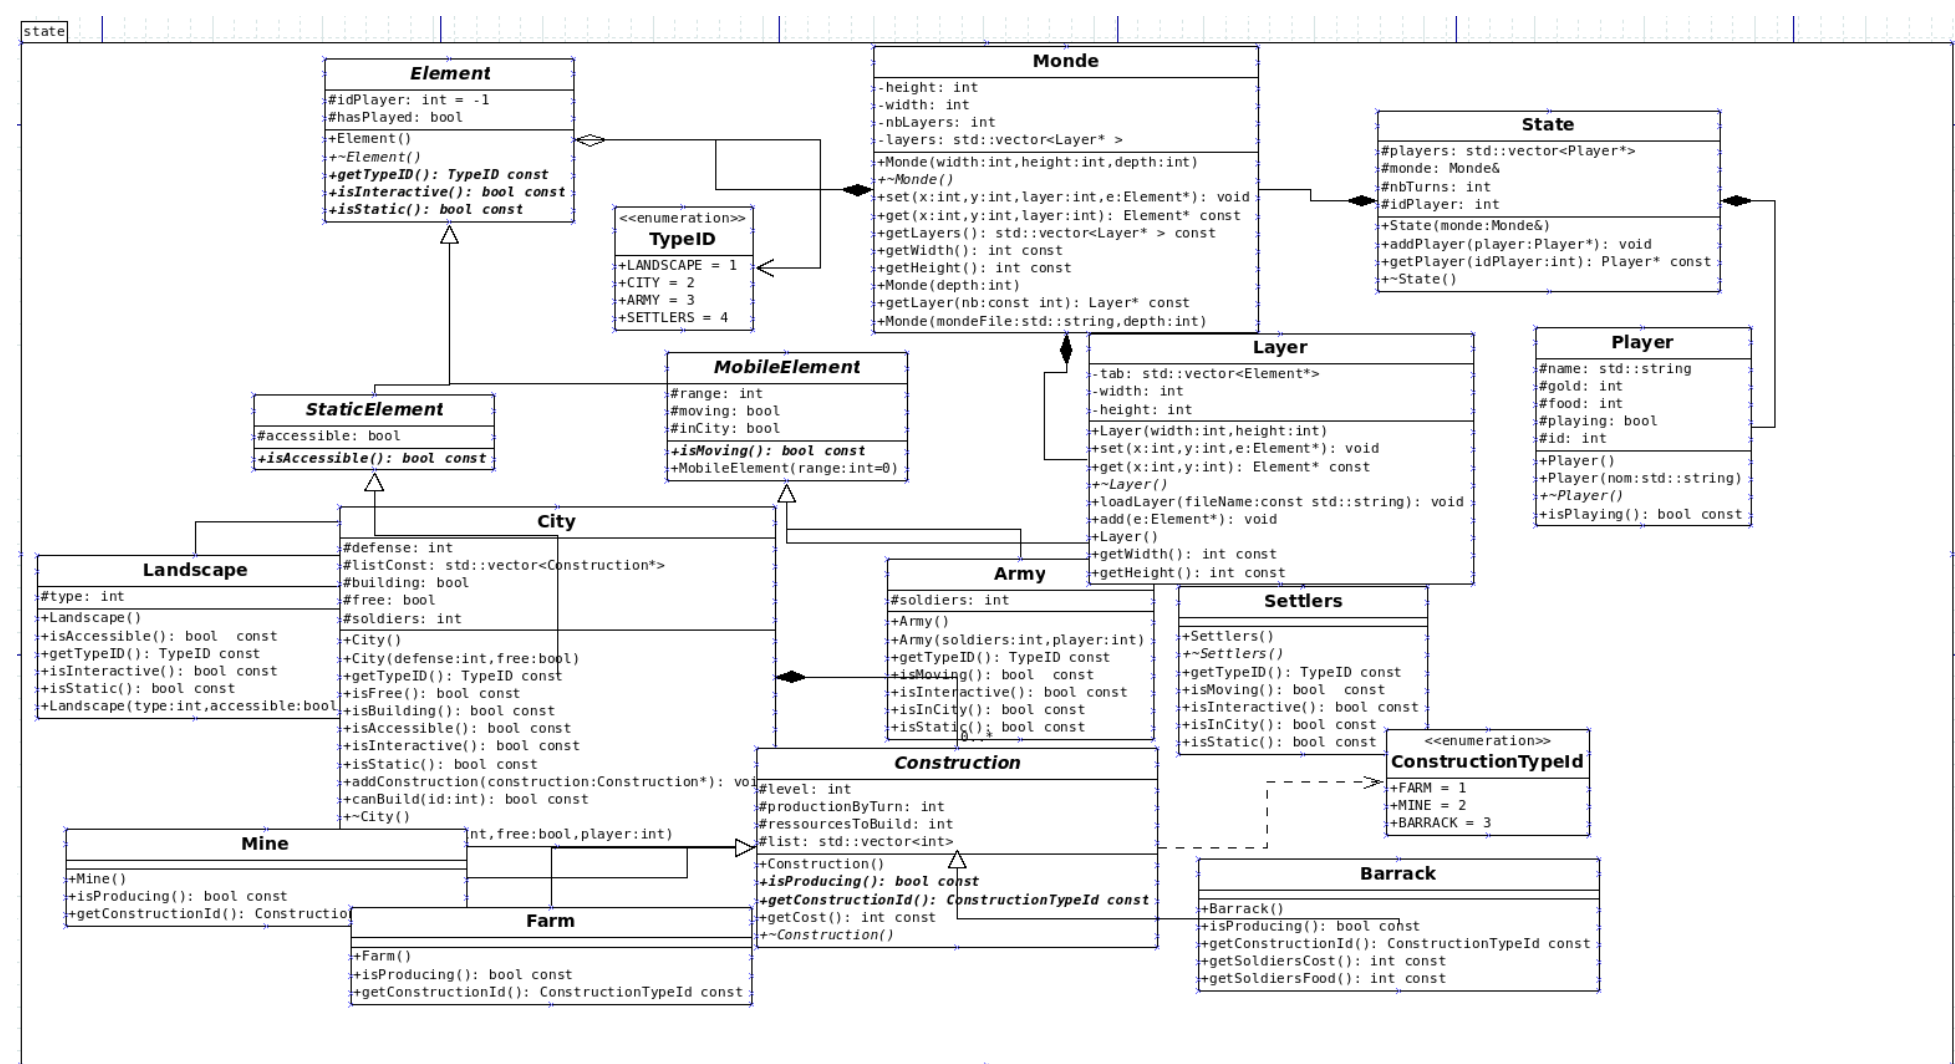 state
Element
#idPlayer: int = -1
#hasPlayed: bool
+Element()
+~Element()
+getTypeID(): TypeID const
+isInteractive(): bool const
+isStatic(): bool const
<<enumeration>>
TypeID
+LANDSCAPE = 1
+CITY = 2
+ARMY = 3
+SETTLERS = 4
Monde
-height: int
-width: int
-nbLayers: int
-layers: std::vector<Layer* >
+Monde(width:int,height:int,depth:int)
+~Monde()
+set(x:int,y:int,layer:int,e:Element*): void
+get(x:int,y:int,layer:int): Element* const
+getLayers(): std::vector<Layer* > const
+getWidth(): int const
+getHeight(): int const
+Monde(depth:int)
+getLayer(nb:const int): Layer* const
+Monde(mondeFile:std::string,depth:int)
State
#players: std::vector<Player*>
#monde: Monde&
#nbTurns: int
#idPlayer: int
+State(monde:Monde&)
+addPlayer(player:Player*): void
+getPlayer(idPlayer:int): Player* const
+~State()
Player
#name: std::string
#gold: int
#food: int
#playing: bool
#id: int
+Player()
+Player(nom:std::string)
+~Player()
+isPlaying(): bool const
Layer
-tab: std::vector<Element*>
-width: int
-height: int
+Layer(width:int,height:int)
+set(x:int,y:int,e:Element*): void
+get(x:int,y:int): Element* const
+~Layer()
+loadLayer(fileName:const std::string): void
+add(e:Element*): void
+Layer()
+getWidth(): int const
+getHeight(): int const
MobileElement
#range: int
#moving: bool
#inCity: bool
+isMoving(): bool const
+MobileElement(range:int=0)
StaticElement
#accessible: bool
+isAccessible(): bool const
Landscape
#type: int
+Landscape()
+isAccessible(): bool  const
+getTypeID(): TypeID const
+isInteractive(): bool const
+isStatic(): bool const
+Landscape(type:int,accessible:bool
City
#defense: int
#listConst: std::vector<Construction*>
#building: bool
#free: bool
#soldiers: int
+City()
+City(defense:int,free:bool)
+getTypeID(): TypeID const
+isFree(): bool const
+isBuilding(): bool const
+isAccessible(): bool const
+isInteractive(): bool const
+isStatic(): bool const
+addConstruction(construction:Construction*): voi
+canBuild(id:int): bool const
+~City()
nt,free:bool,player:int)
Army
#soldiers: int
+Army()
+Army(soldiers:int,player:int)
+getTypeID(): TypeID const
+isMoving(): bool  const
+isInteractive(): bool const
+isInCity(): bool const
+isStatic(): bool const
0..*
Settlers
+Settlers()
+~Settlers()
+getTypeID(): TypeID const
+isMoving(): bool  const
+isInteractive(): bool const
+isInCity(): bool const
+isStatic(): bool const
<<enumeration>>
ConstructionTypeId
+FARM = 1
+MINE = 2
+BARRACK = 3
Construction
#level: int
#productionByTurn: int
#ressourcesToBuild: int
#list: std::vector<int>
+Construction()
+isProducing(): bool const
+getConstructionId(): ConstructionTypeId const
+getCost(): int const
+~Construction()
Mine
+Mine()
+isProducing(): bool const
+getConstructionId(): Constructio
Farm
+Farm()
+isProducing(): bool const
+getConstructionId(): ConstructionTypeId const
Barrack
+Barrack()
+isProducing(): bool const
+getConstructionId(): ConstructionTypeId const
+getSoldiersCost(): int const
+getSoldiersFood(): int const